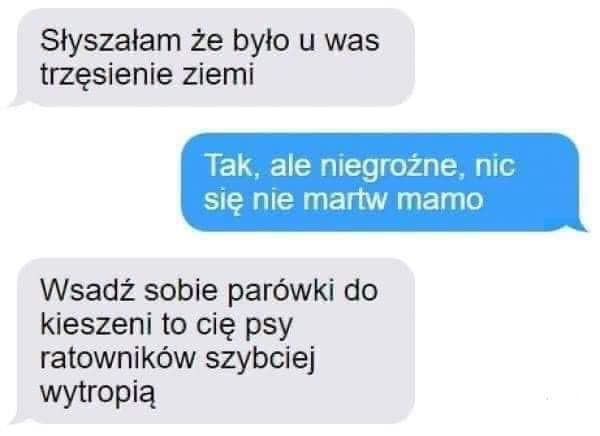 Słyszałam że było u was
trzęsienie ziemi
Tak, ale niegroźne, nic
się nie martw mamo
Wsadź sobie parówki do
kieszeni to cię psy
ratowników szybciej
wytropią